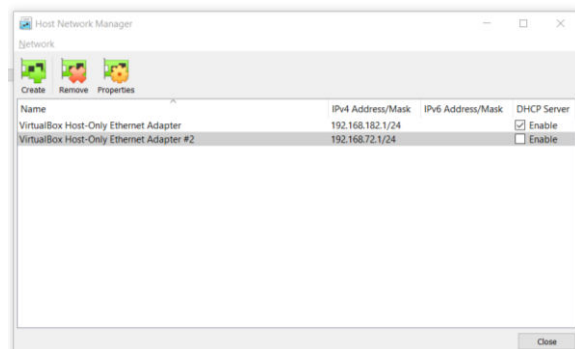 Host Network Manager
Network
Create Remove Properties
Name IPv4 Address/Mask IPv6 Address/Mask DHCP Server
VirtualBox Host-Only Ethernet Adapter 192.168.182.1/24 Enable
VirtualBox Host-Only Ethernet Adapter #2 192.168.72.1/24 Enable
Close